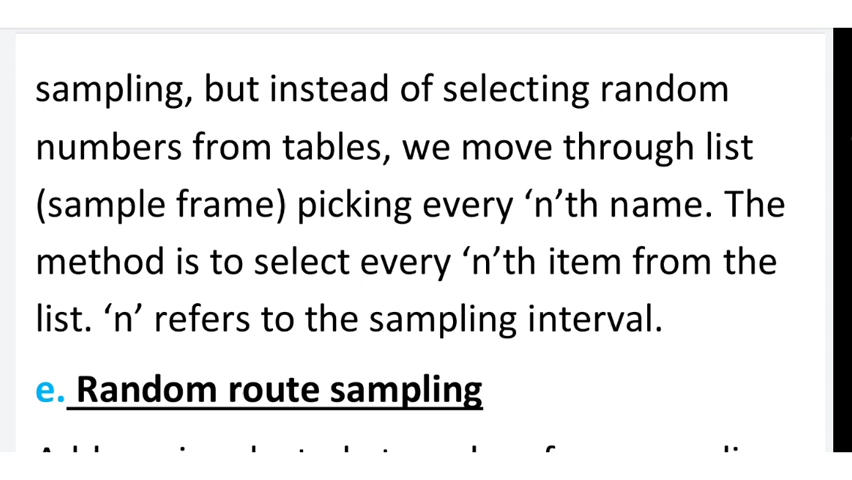 sampling, but instead of selecting random
numbers from tables, we move through list
(sample frame) picking every ‘n’th name. The
method is to select every ‘n’th item from the
list. ‘n’ refers to the sampling interval.
e. Random route sampling